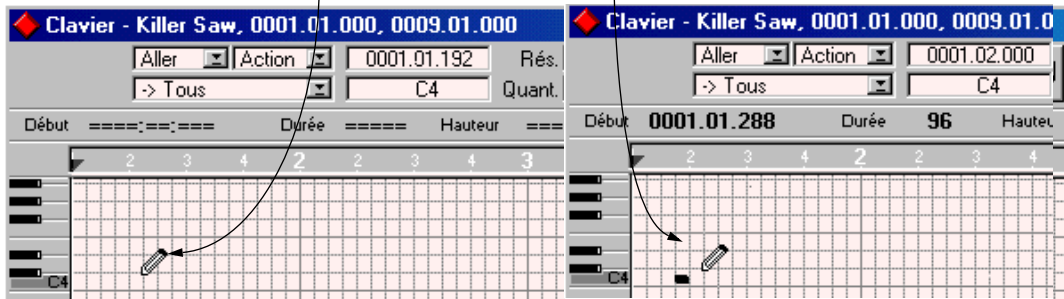 Clavier - Killer Saw, 0001.01.000, 0009.01.000
Aller Action 0001.01.192 Rés.
-> Tous C4 Quant.
Début ====:==:=== Durée ===== Hauteur ===
2 3 4 2 2 3 4 3
C4
Clavier - Killer Saw, 0001.01.000, 0009.01.0
Aller Action 0001.02.000
-> Tous C4
Début 0001.01.288 Durée 96 Hauteu
2 3 4 2 2 3 4
C4